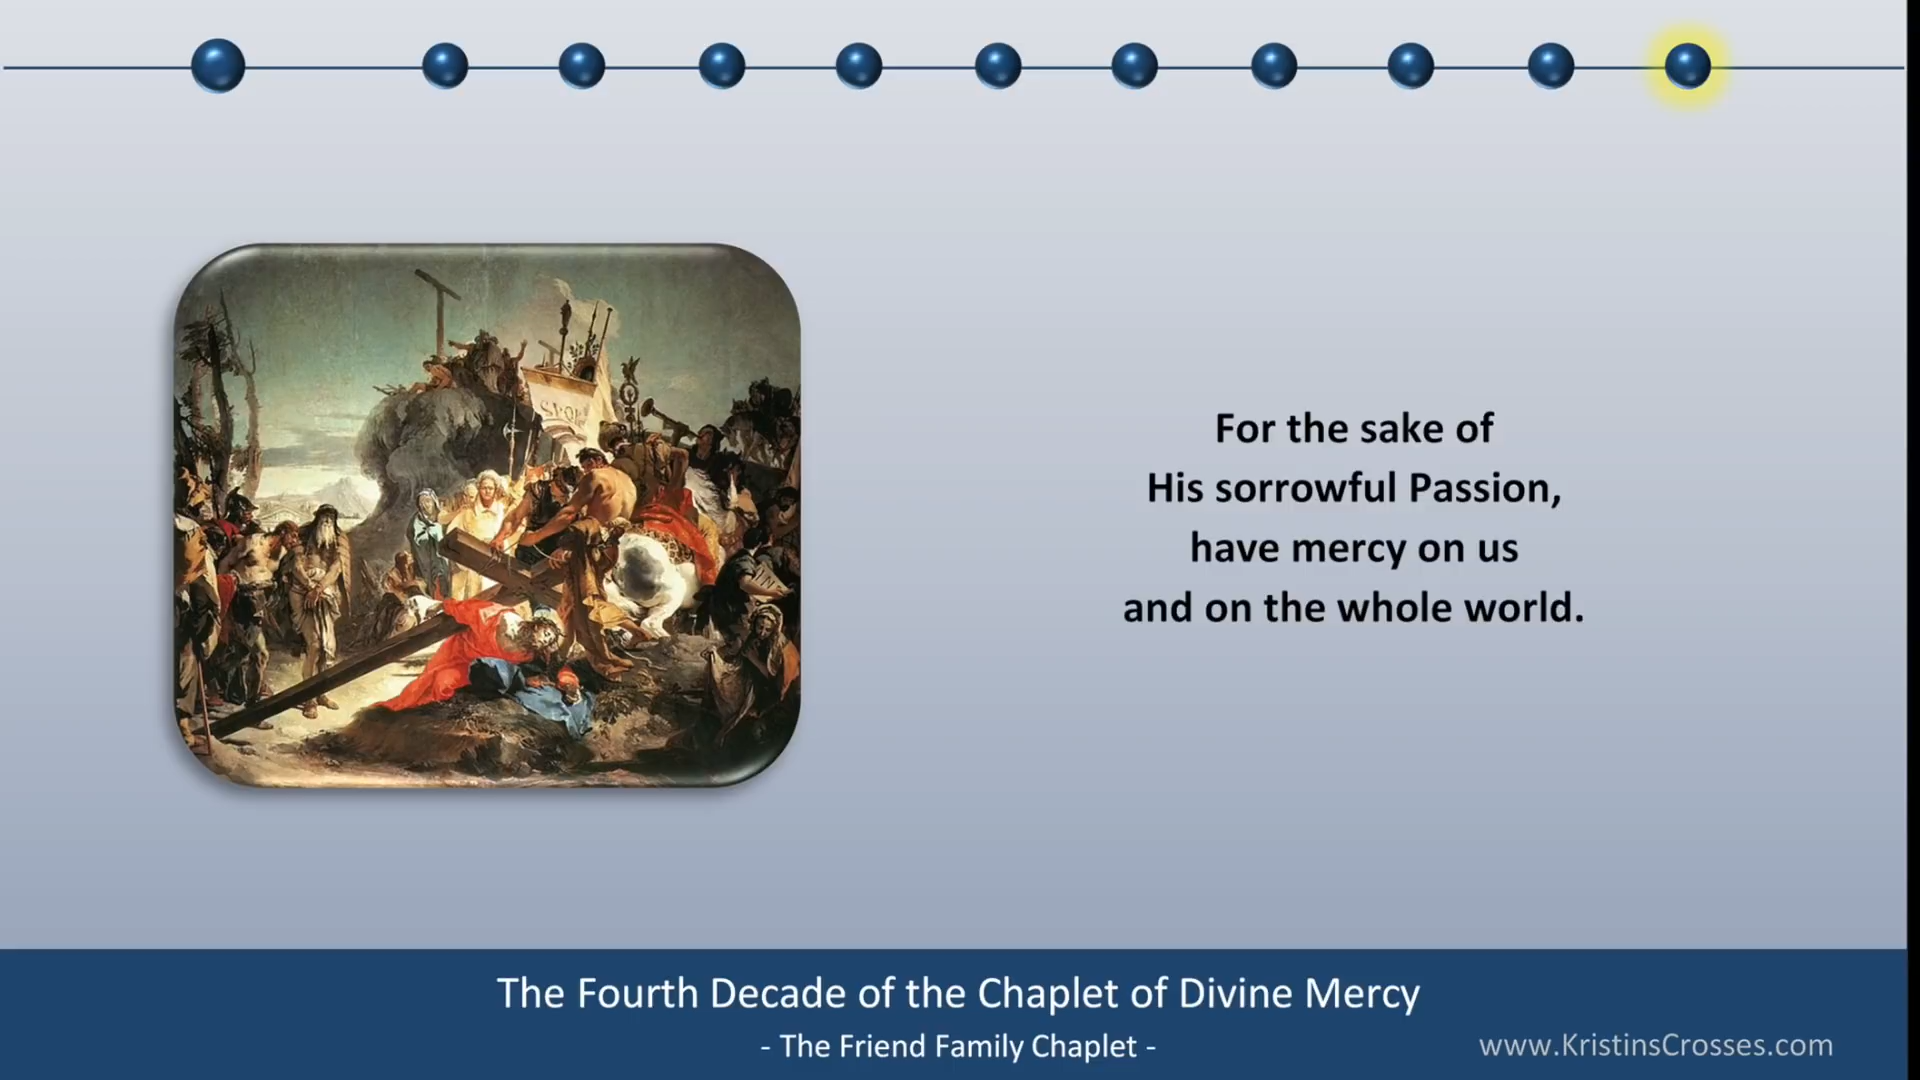 For the sake of
His sorrowful Passion,
have mercy on us
and on the whole world.
The Fourth Decade of the Chaplet of Divine Mercy
- The Friend Family Chaplet -
www.KristinsCrosses.com